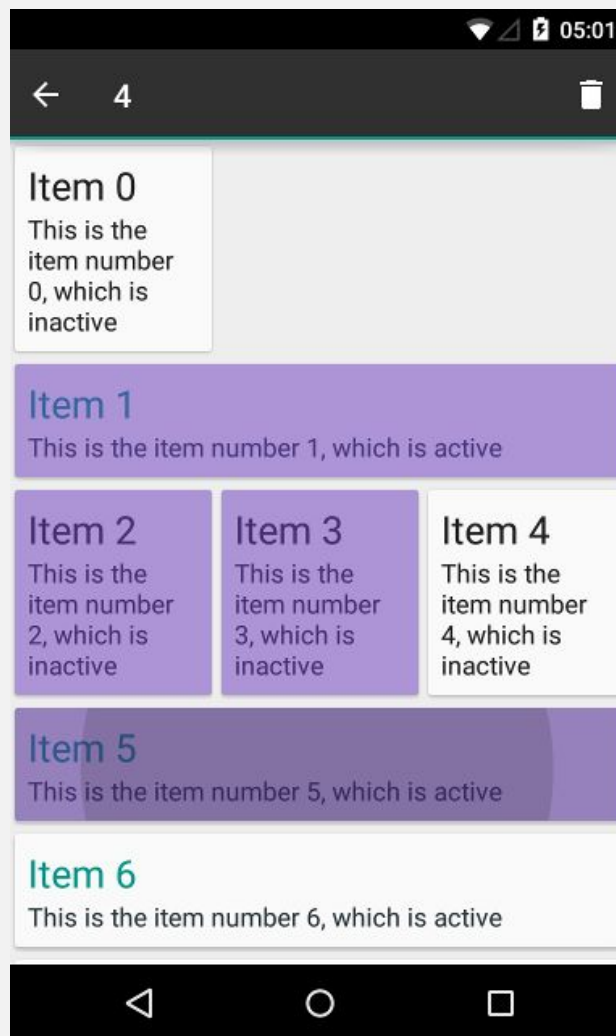 05:01
4
Item 0
This is the
item number
0, which is
inactive
Item 1
This is the item number 1, which is active
Item 2
This is the
item number
2, which is
inactive
Item 3
This is the
item number
3, which is
inactive
Item 4
This is the
item number
4, which is
inactive
Item 5
This is the item number 5, which is active
Item 6
This is the item number 6, which is active